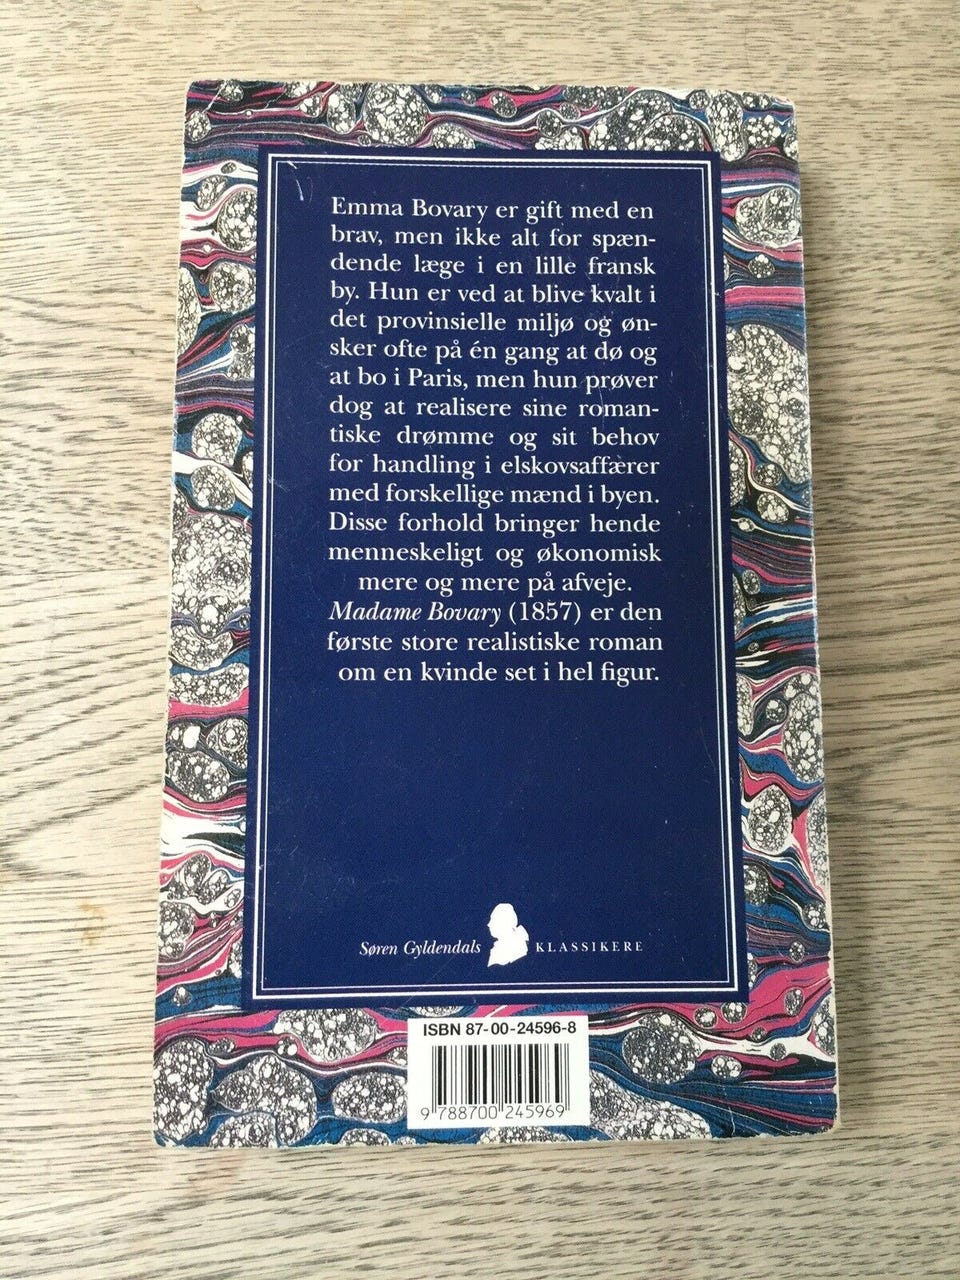 Emma Bovary er gift med en
brav, men ikke alt for spæn-
dende læge i en lille fransk
by. Hun er ved at blive kvalt i
det provinsielle miljø og øn-
sker ofte på én gang at dø og
at bo i Paris, men hun prøver
dog at realisere sine roman-
tiske drømme og sit behov
for handling i elskovsaffærer
med forskellige mænd i byen.
Disse forhold bringer hende
menneskeligt og økonomisk
mere og mere på afveje.
Madame Bovary (1857) er den
første store realistiske roman
om en kvinde set i hel figur.
Søren Gyldendals KLASSIKERE
ISBN 87-00-24596-8
9 788700 245969